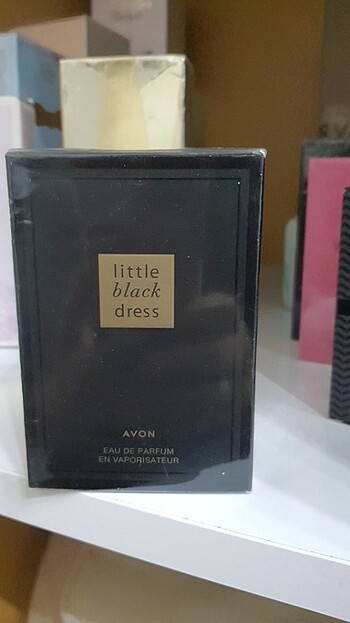 little
black
dress
AVON
EAU DE PARFUM
EN VAPORISATEUR